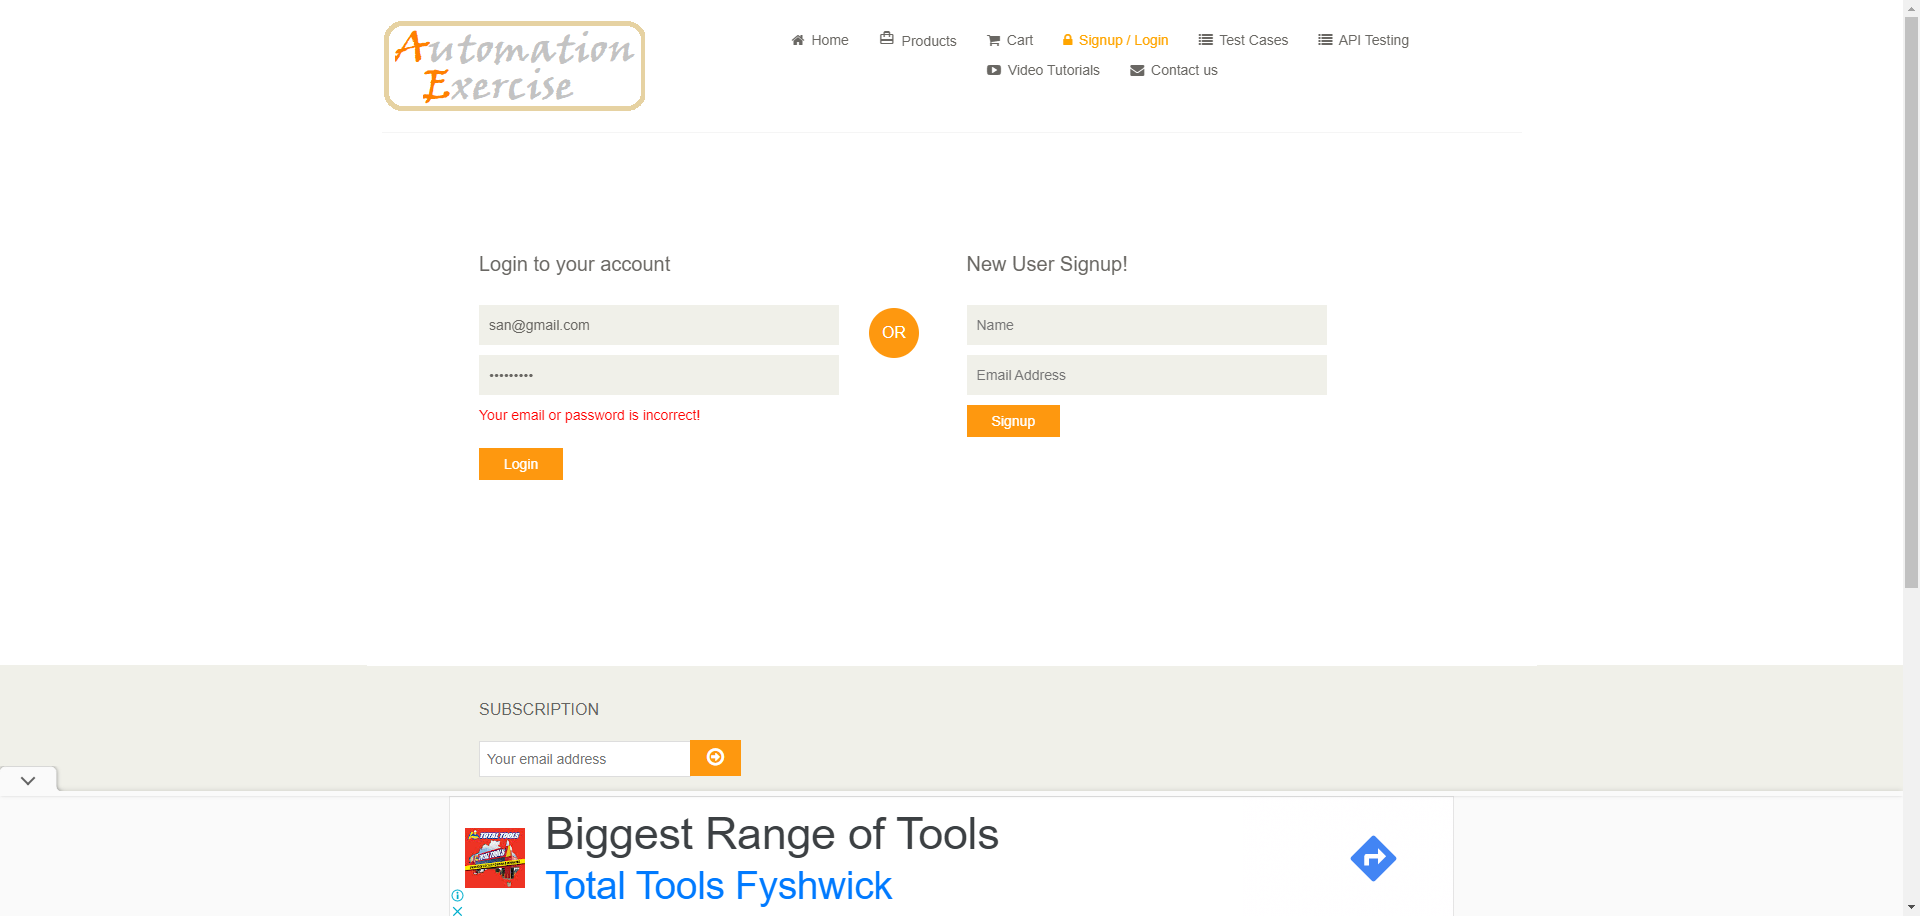 Automation
Exercise
Home
Products
Cart
Signup / Login
Test Cases
API Testing
Video Tutorials
Contact us
Login to your account
New User Signup!
san@gmail.com
OR
Name
•••••••••
Email Address
Your email or password is incorrect!
Signup
Login
SUBSCRIPTION
Your email address
Biggest Range of Tools
TOTAL TOOLS
Total Tools Fyshwick